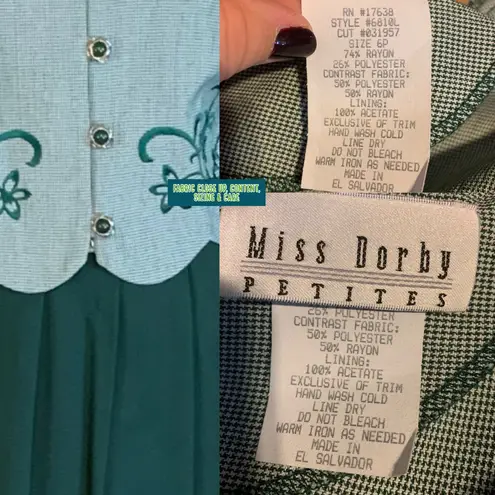 RN #17638
STYLE #6810L
CUT #031957
SIZE 6P
74% RAYON
26% POLYESTER
CONTRAST FABRIC:
50% POLYESTER
50% RAYON
LINING:
100% ACETATE
EXCLUSIVE OF TRIM
HAND WASH COLD
LINE DRY
DO NOT BLEACH
WARM IRON AS NEEDED
MADE IN
EL SALVADOR
FABRIC CLOSE UP, CONTENT,
SIZING & CARE
Miss Dorby
PETITES
26% POLYESTER
CONTRAST FABRIC:
50% POLYESTER
50% RAYON
LINING:
100% ACETATE
EXCLUSIVE OF TRIM
HAND WASH COLD
LINE DRY
DO NOT BLEACH
WARM IRON AS NEEDED
MADE IN
EL SALVADOR